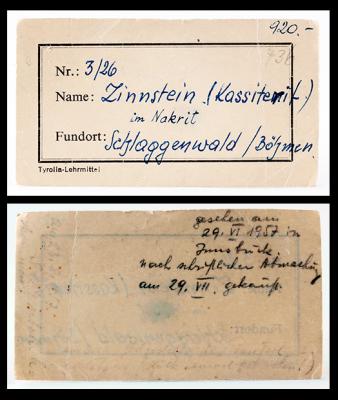 920.-
436
Nr.: 3/26
Name: Zinnstein (Kassiterit)
im Nakrit
Fundort: Schlaggenwald / Böhmen
Tyrolia-Lehrmittel
gesehen am
29. VI 1957 in
Innsbruck.
nach schriftlicher Abmachung
am 29. VII. gekauft.